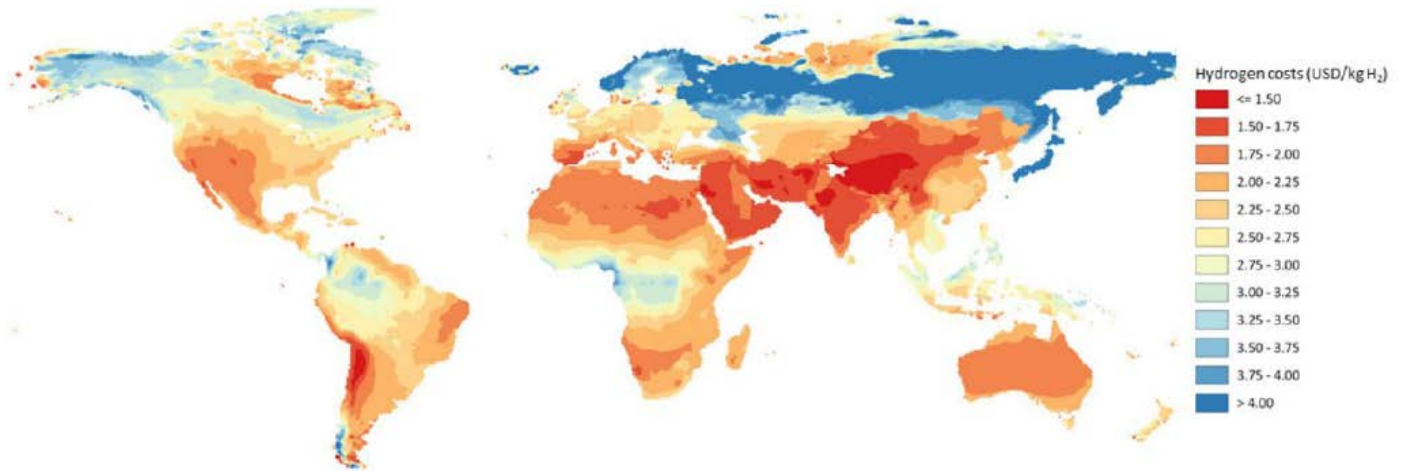 Hydrogen costs (USD/kg H₂)
<= 1.50
1.50 - 1.75
1.75 - 2.00
2.00 - 2.25
2.25 - 2.50
2.50 - 2.75
2.75 - 3.00
3.00 - 3.25
3.25 - 3.50
3.50 - 3.75
3.75 - 4.00
> 4.00